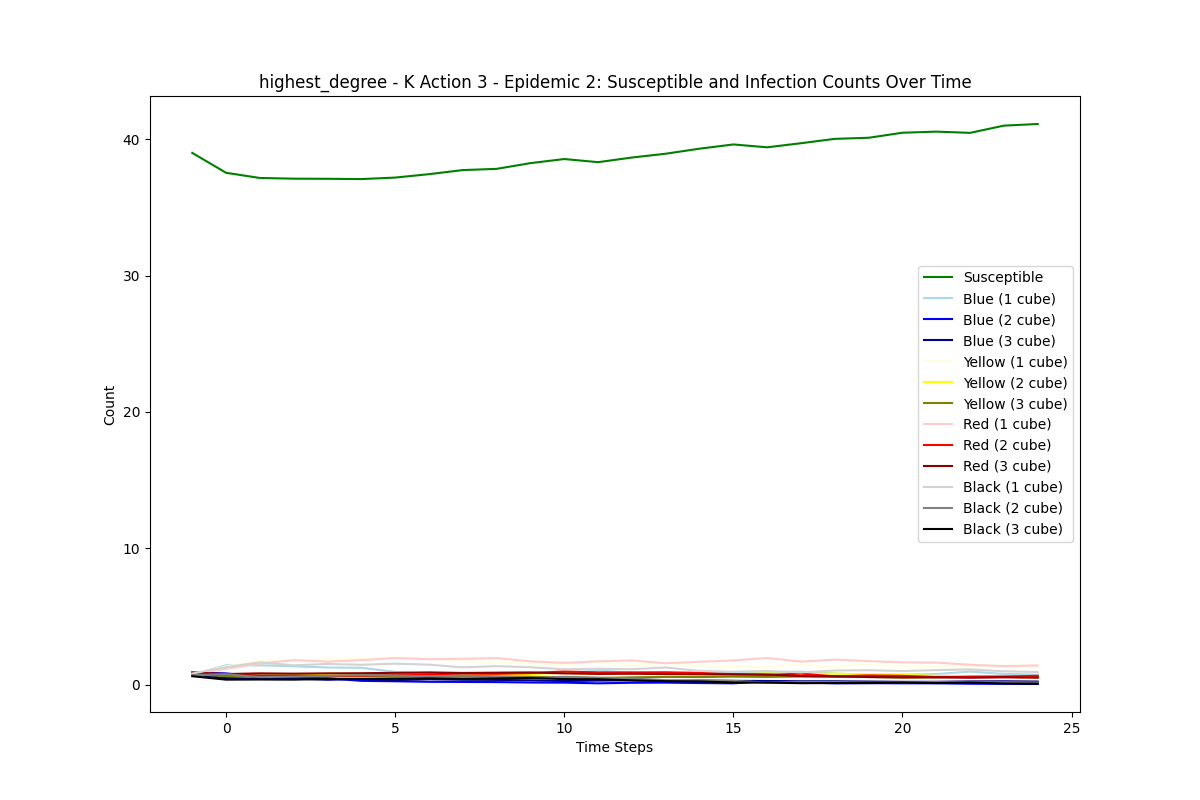 highest_degree - K Action 3 - Epidemic 2: Susceptible and Infection Counts Over Time
40
30
20
10
0
Count
Susceptible
Blue (1 cube)
Blue (2 cube)
Blue (3 cube)
Yellow (1 cube)
Yellow (2 cube)
Yellow (3 cube)
Red (1 cube)
Red (2 cube)
Red (3 cube)
Black (1 cube)
Black (2 cube)
Black (3 cube)
0 5 10 15 20 25
Time Steps